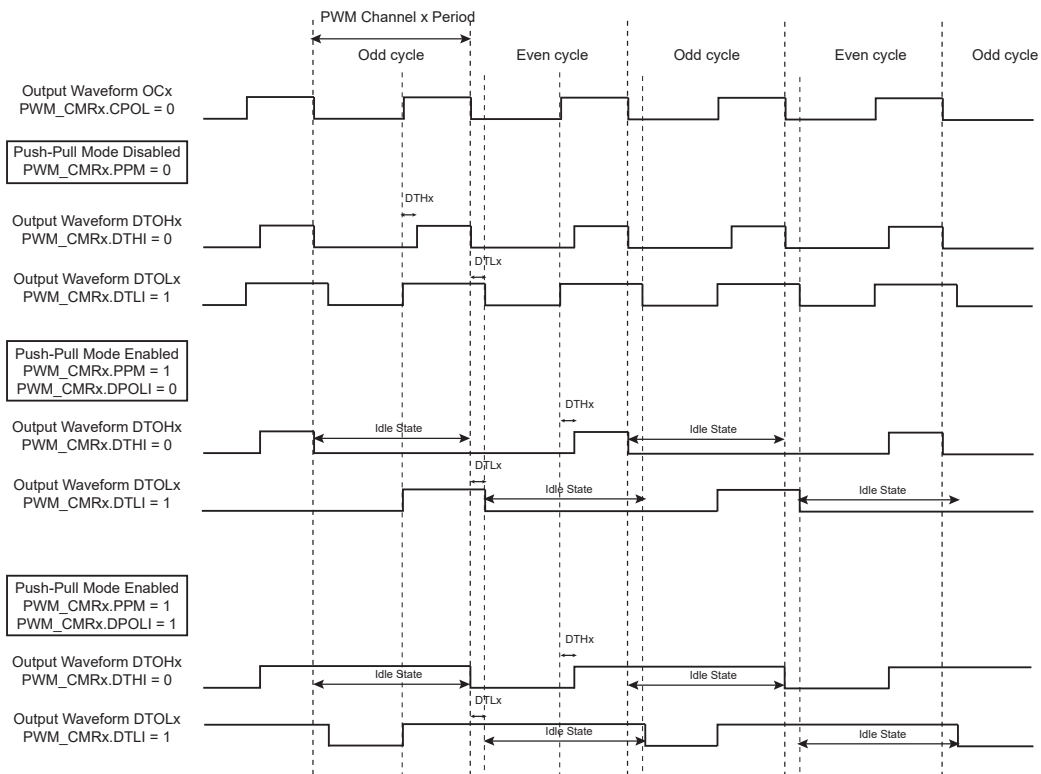 PWM Channel x Period
Odd cycle Even cycle Odd cycle Even cycle Odd cycle
Output Waveform OCx
PWM_CMRx.CPOL = 0
Push-Pull Mode Disabled
PWM_CMRx.PPM = 0
DTHx
Output Waveform DTOHx
PWM_CMRx.DTHI = 0
DTLx
Output Waveform DTOLx
PWM_CMRx.DTLI = 1
Push-Pull Mode Enabled
PWM_CMRx.PPM = 1
PWM_CMRx.DPOLI = 0
DTHx
Output Waveform DTOHx
PWM_CMRx.DTHI = 0
Idle State Idle State
DTLx
Output Waveform DTOLx
PWM_CMRx.DTLI = 1
Idle State Idle State
Push-Pull Mode Enabled
PWM_CMRx.PPM = 1
PWM_CMRx.DPOLI = 1
DTHx
Output Waveform DTOHx
PWM_CMRx.DTHI = 0
Idle State Idle State
DTLx
Output Waveform DTOLx
PWM_CMRx.DTLI = 1
Idle State Idle State